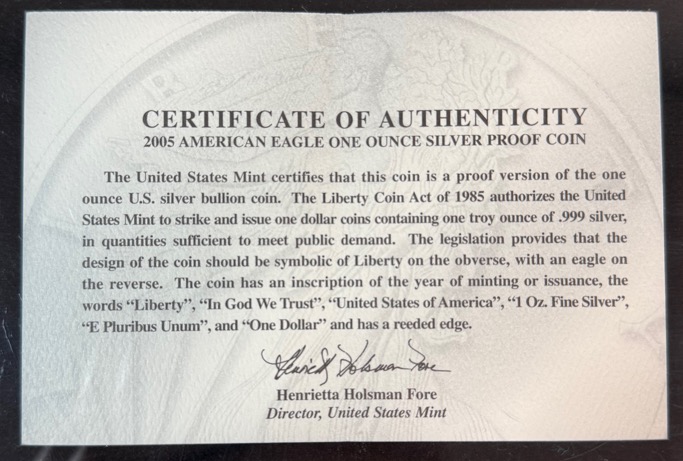 CERTIFICATE OF AUTHENTICITY
2005 AMERICAN EAGLE ONE OUNCE SILVER PROOF COIN
The United States Mint certifies that this coin is a proof version of the one
ounce U.S. silver bullion coin. The Liberty Coin Act of 1985 authorizes the United
States Mint to strike and issue one dollar coins containing one troy ounce of .999 silver,
in quantities sufficient to meet public demand. The legislation provides that the
design of the coin should be symbolic of Liberty on the obverse, with an eagle on
the reverse. The coin has an inscription of the year of minting or issuance, the
words “Liberty”, “In God We Trust”, “United States of America”, “1 Oz. Fine Silver”,
“E Pluribus Unum”, and “One Dollar” and has a reeded edge.
Henrietta Holsman Fore
Henrietta Holsman Fore
Director, United States Mint